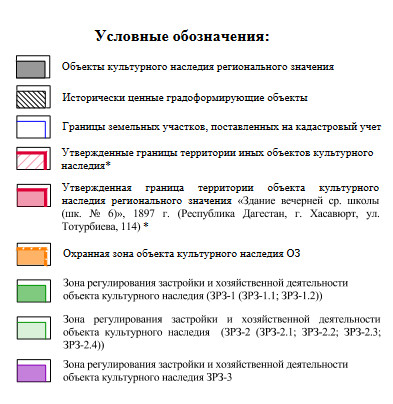 Условные обозначения:
Объекты культурного наследия регионального значения
Исторически ценные градоформирующие объекты
Границы земельных участков, поставленных на кадастровый учет
Утвержденные границы территории иных объектов культурного
наследия*
Утвержденная граница территории объекта культурного
наследия регионального значения «Здание вечерней ср. школы
(шк. № 6)», 1897 г. (Республика Дагестан, г. Хасавюрт, ул.
Тотурбиева, 114) *
Охранная зона объекта культурного наследия ОЗ
Зона регулирования застройки и хозяйственной деятельности
объекта культурного наследия (ЗРЗ-1 (ЗРЗ-1.1; ЗРЗ-1.2))
Зона регулирования застройки и хозяйственной деятельности
объекта культурного наследия (ЗРЗ-2 (ЗРЗ-2.1; ЗРЗ-2.2; ЗРЗ-2.3;
ЗРЗ-2.4))
Зона регулирования застройки и хозяйственной деятельности
объекта культурного наследия ЗРЗ-3